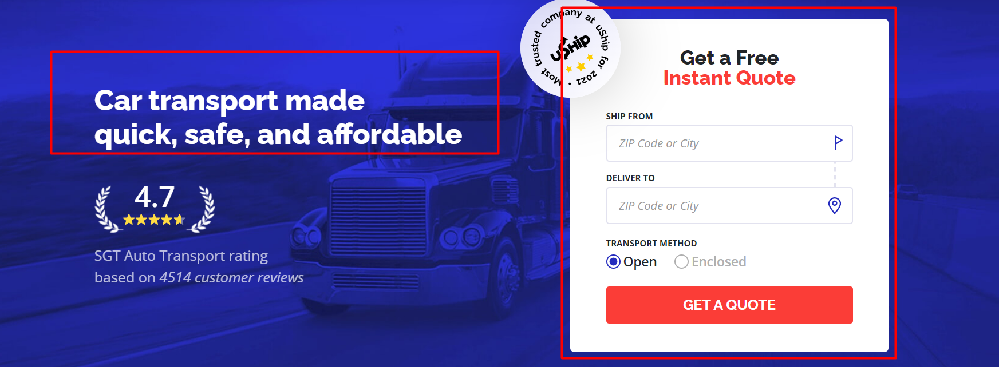 Car transport made
quick, safe, and affordable
4.7
SGT Auto Transport rating
based on 4514 customer reviews
Most trusted company at uShip for 2021 ·
uShip
Get a Free
Instant Quote
SHIP FROM
ZIP Code or City
DELIVER TO
ZIP Code or City
TRANSPORT METHOD
Open Enclosed
GET A QUOTE